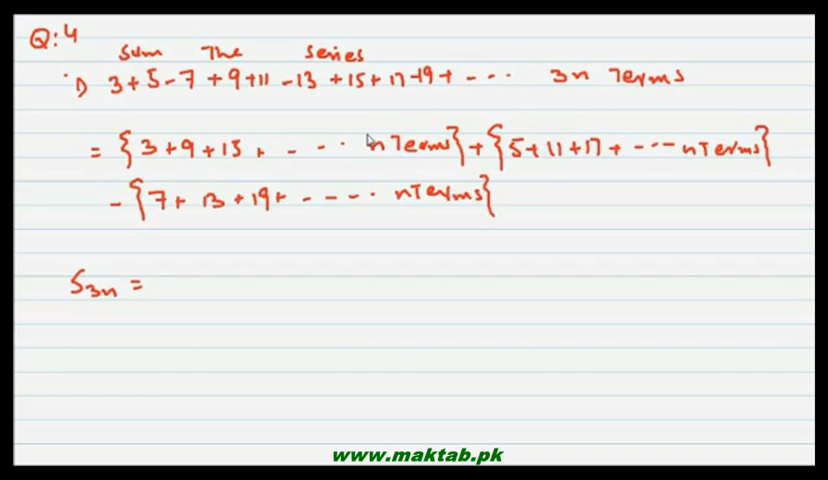 Q:4
Sum The Series
i) 3+5-7+9+11-13+15+17-19+--- 3n Terms
= {3+9+15+---. nTerms}+{5+11+17+---nTerms}
-{7+13+19+----. nTerms}
S3n =
www.maktab.pk